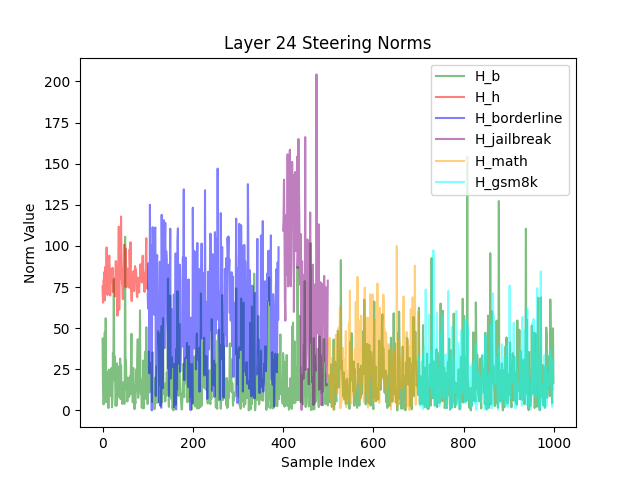 Layer 24 Steering Norms
Norm Value
200
175
150
125
100
75
50
25
0
0 200 400 600 800 1000
Sample Index
H_b
H_h
H_borderline
H_jailbreak
H_math
H_gsm8k